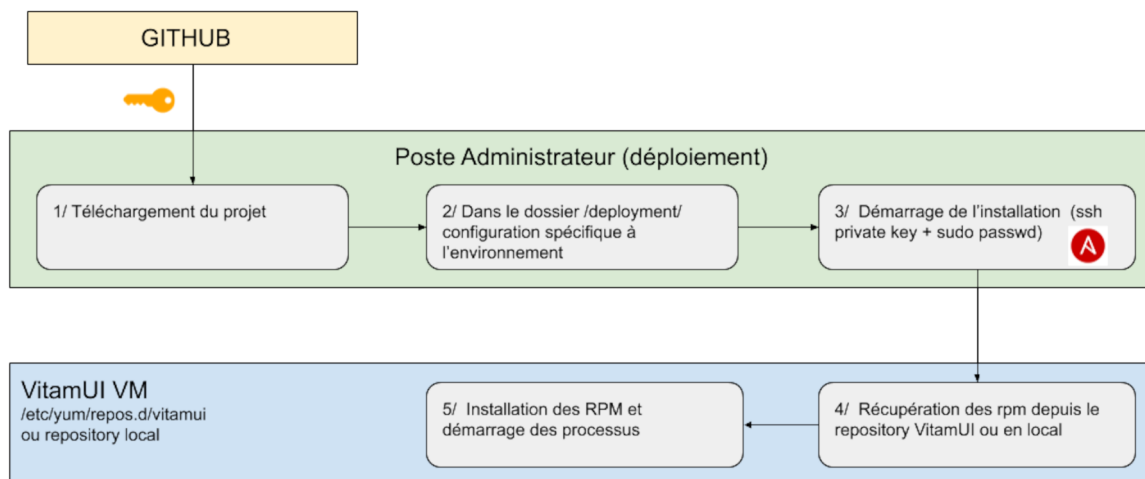 GITHUB
Poste Administrateur (déploiement)
1/ Téléchargement du projet
2/ Dans le dossier /deployment/
configuration spécifique à
l'environnement
3/  Démarrage de l'installation  (ssh
private key + sudo passwd)
VitamUI VM
/etc/yum/repos.d/vitamui
ou repository local
5/  Installation des RPM et
démarrage des processus
4/  Récupération des rpm depuis le
repository VitamUI ou en local